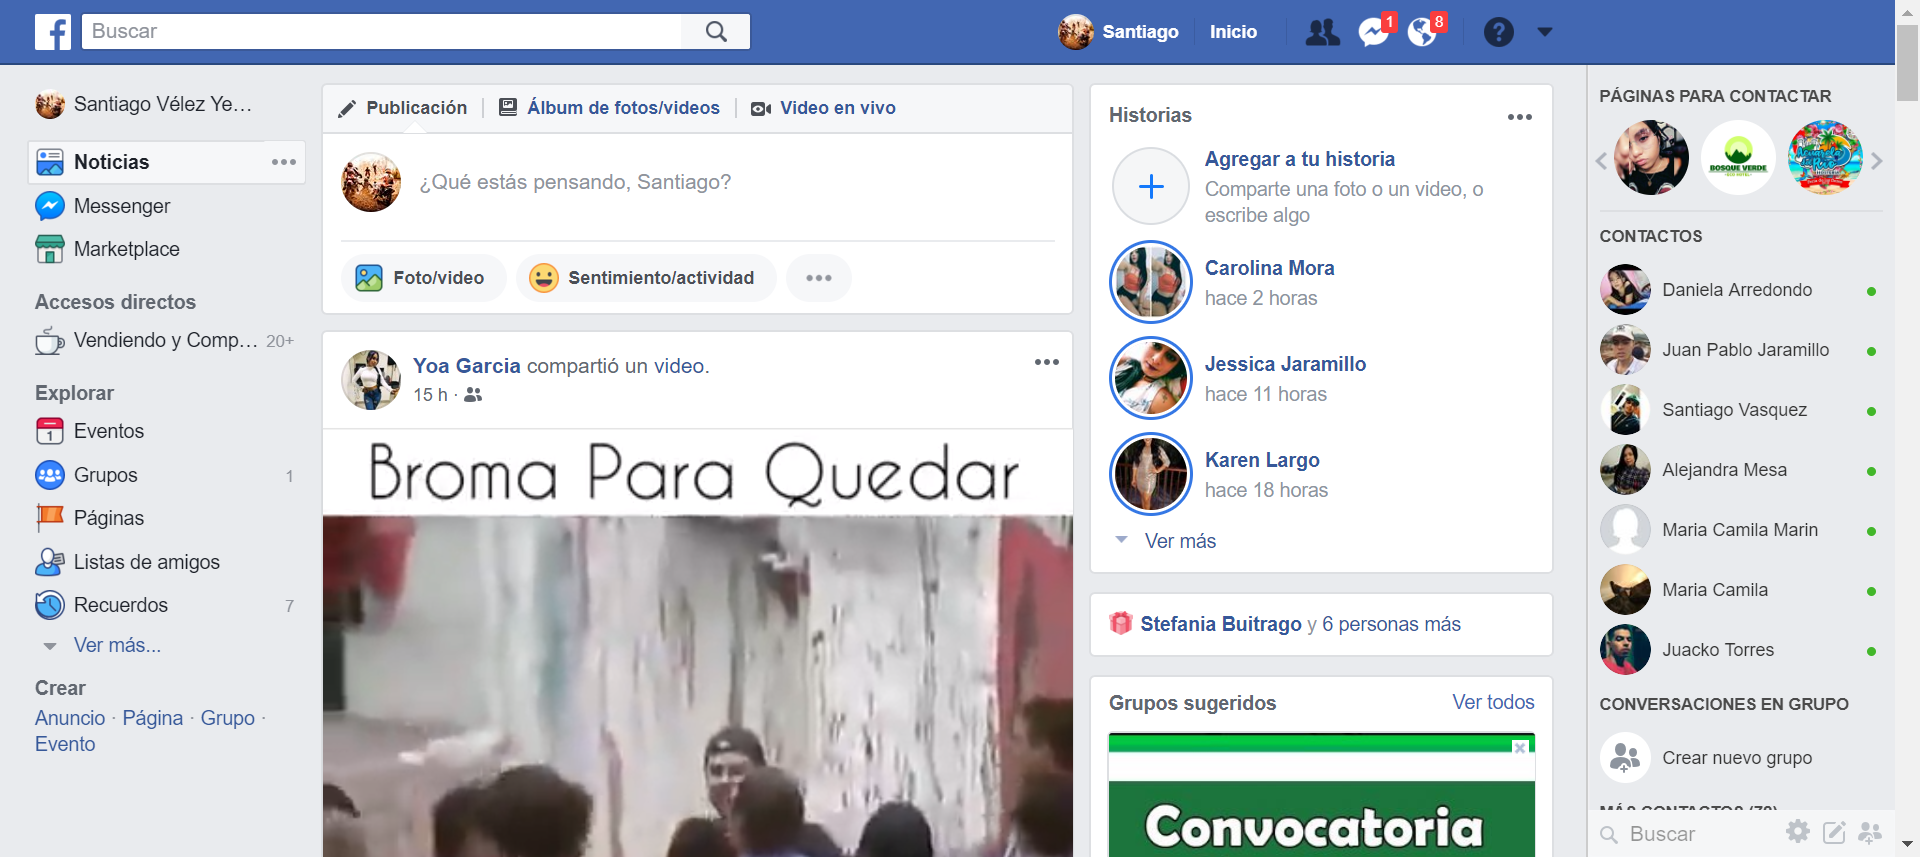 Buscar
Santiago
Inicio
1
8
Santiago Vélez Ye...
Noticias
Messenger
Marketplace
Accesos directos
Vendiendo y Comp... 20+
Explorar
Eventos
Grupos 1
Páginas
Listas de amigos
Recuerdos 7
Ver más...
Crear
Anuncio · Página · Grupo ·
Evento
Publicación
Álbum de fotos/videos
Video en vivo
¿Qué estás pensando, Santiago?
Foto/video
Sentimiento/actividad
Yoa Garcia compartió un video.
15 h ·
Broma Para Quedar
Historias
Agregar a tu historia
Comparte una foto o un video, o
escribe algo
Carolina Mora
hace 2 horas
Jessica Jaramillo
hace 11 horas
Karen Largo
hace 18 horas
Ver más
Stefania Buitrago y 6 personas más
Grupos sugeridos
Ver todos
Convocatoria
PÁGINAS PARA CONTACTAR
BOSQUE VERDE
CONTACTOS
Daniela Arredondo
Juan Pablo Jaramillo
Santiago Vasquez
Alejandra Mesa
Maria Camila Marin
Maria Camila
Juacko Torres
CONVERSACIONES EN GRUPO
Crear nuevo grupo
Buscar